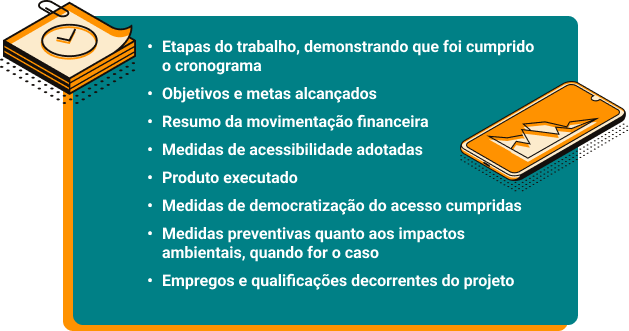 • Etapas do trabalho, demonstrando que foi cumprido
o cronograma
• Objetivos e metas alcançados
• Resumo da movimentação financeira
• Medidas de acessibilidade adotadas
• Produto executado
• Medidas de democratização do acesso cumpridas
• Medidas preventivas quanto aos impactos
ambientais, quando for o caso
• Empregos e qualificações decorrentes do projeto